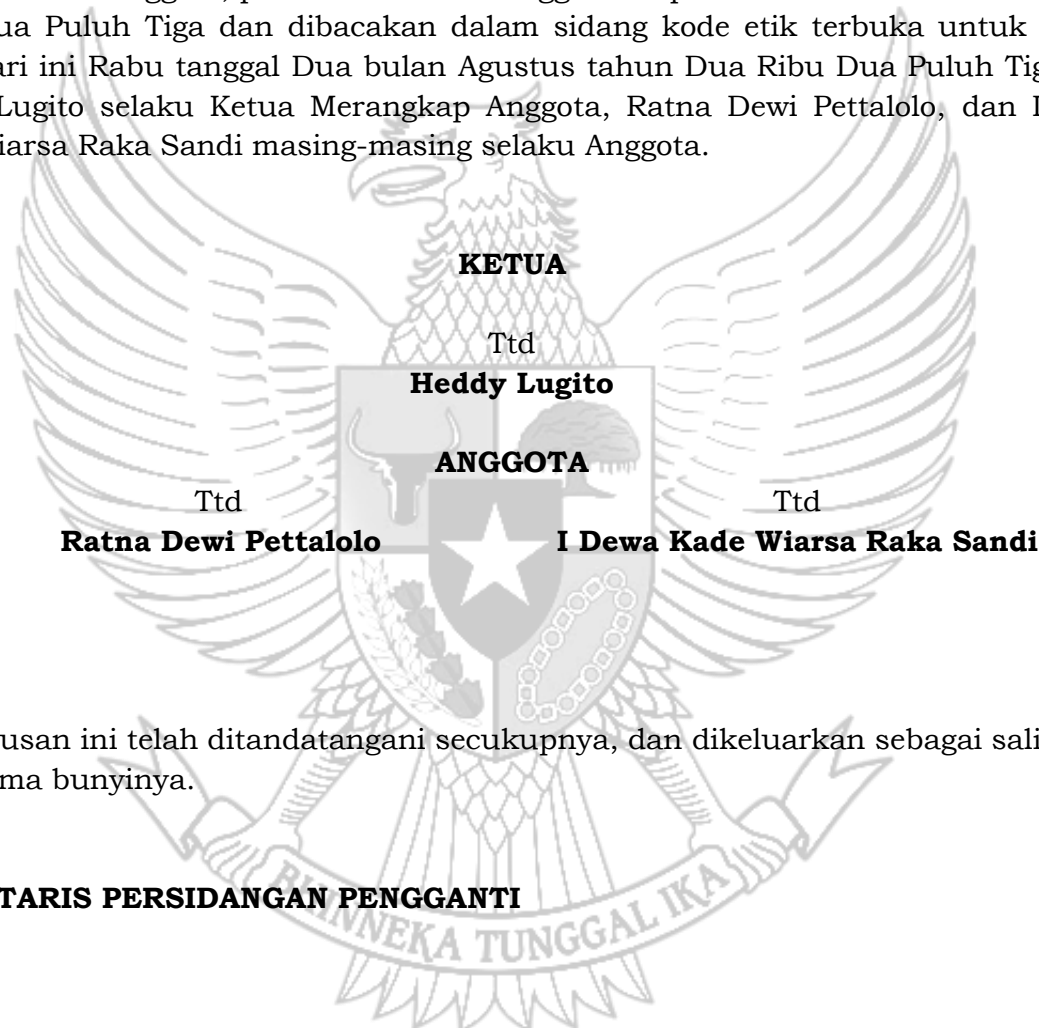 ua Puluh Tiga dan dibacakan dalam sidang kode etik terbuka untuk
ari ini Rabu tanggal Dua bulan Agustus tahun Dua Ribu Dua Puluh Tig
Lugito selaku Ketua Merangkap Anggota, Ratna Dewi Pettalolo, dan I
iarsa Raka Sandi masing-masing selaku Anggota.
KETUA
Ttd
Heddy Lugito
ANGGOTA
Ttd Ttd
Ratna Dewi Pettalolo I Dewa Kade Wiarsa Raka Sandi
usan ini telah ditandatangani secukupnya, dan dikeluarkan sebagai sali
ma bunyinya.
TARIS PERSIDANGAN PENGGANTI
BHINNEKA TUNGGAL IKA